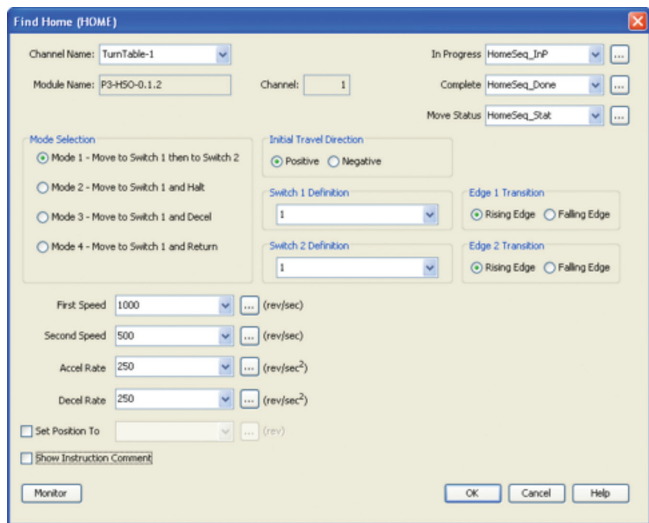 Find Home (HOME)
Channel Name: TurnTable-1
In Progress HomeSeq_InP ...
Module Name: P3-HSO-0.1.2 Channel: 1
Complete HomeSeq_Done ...
Move Status HomeSeq_Stat ...
Mode Selection
Mode 1 - Move to Switch 1 then to Switch 2
Mode 2 - Move to Switch 1 and Halt
Mode 3 - Move to Switch 1 and Decel
Mode 4 - Move to Switch 1 and Return
Initial Travel Direction
Positive Negative
Switch 1 Definition
1
Edge 1 Transition
Rising Edge Falling Edge
Switch 2 Definition
1
Edge 2 Transition
Rising Edge Falling Edge
First Speed 1000 ... (rev/sec)
Second Speed 500 ... (rev/sec)
Accel Rate 250 ... (rev/sec²)
Decel Rate 250 ... (rev/sec²)
Set Position To ... (rev)
Show Instruction Comment
Monitor OK Cancel Help